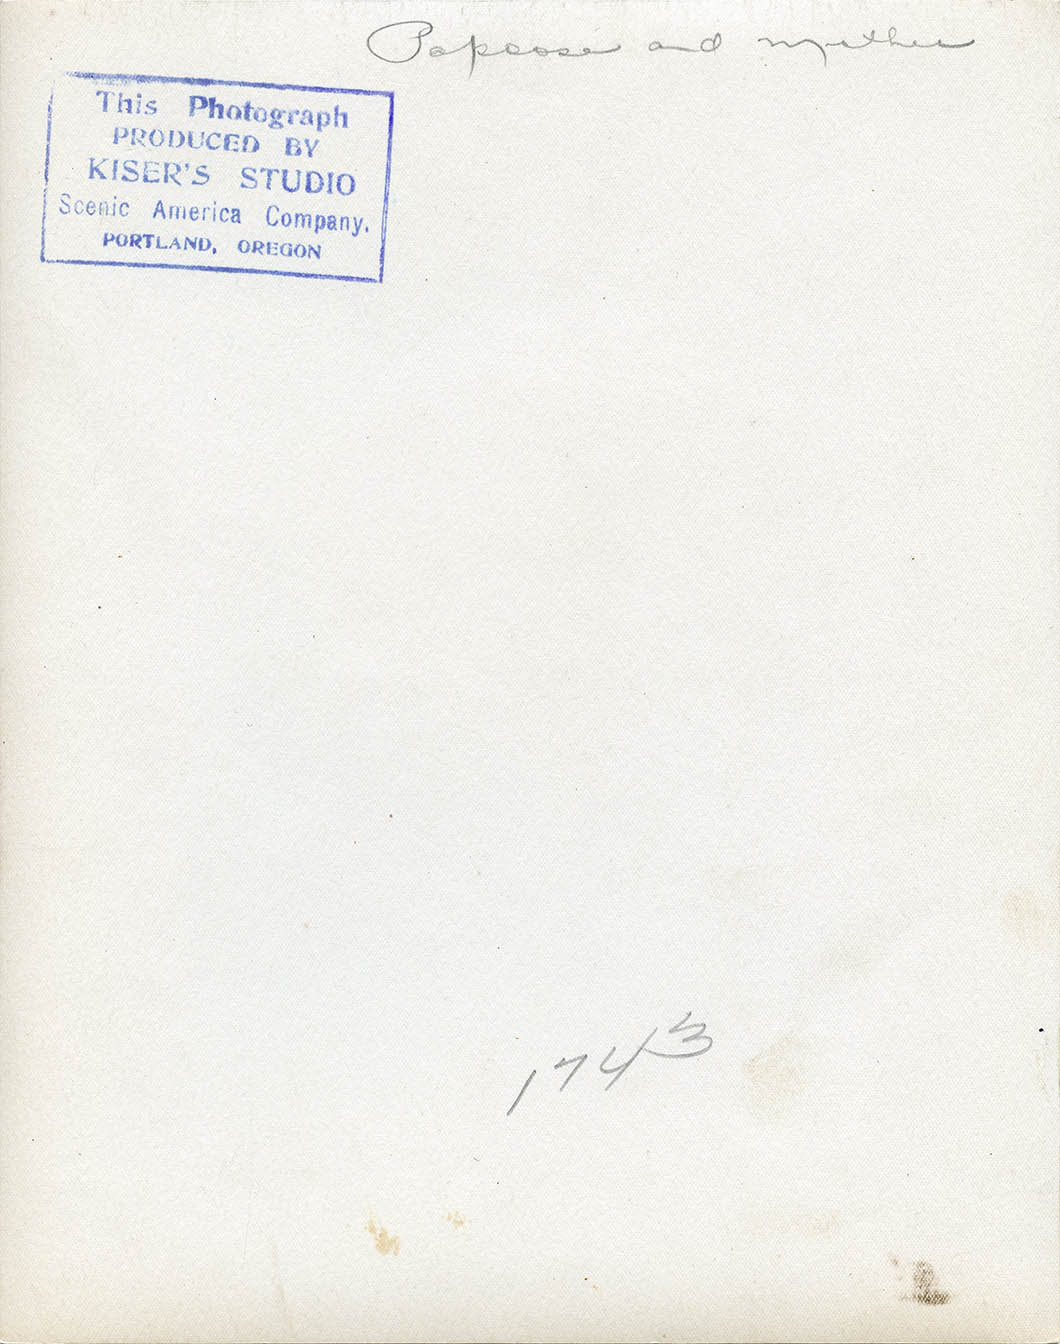 Papoose and mother
This Photograph
PRODUCED BY
KISER'S STUDIO
Scenic America Company.
PORTLAND, OREGON
1743